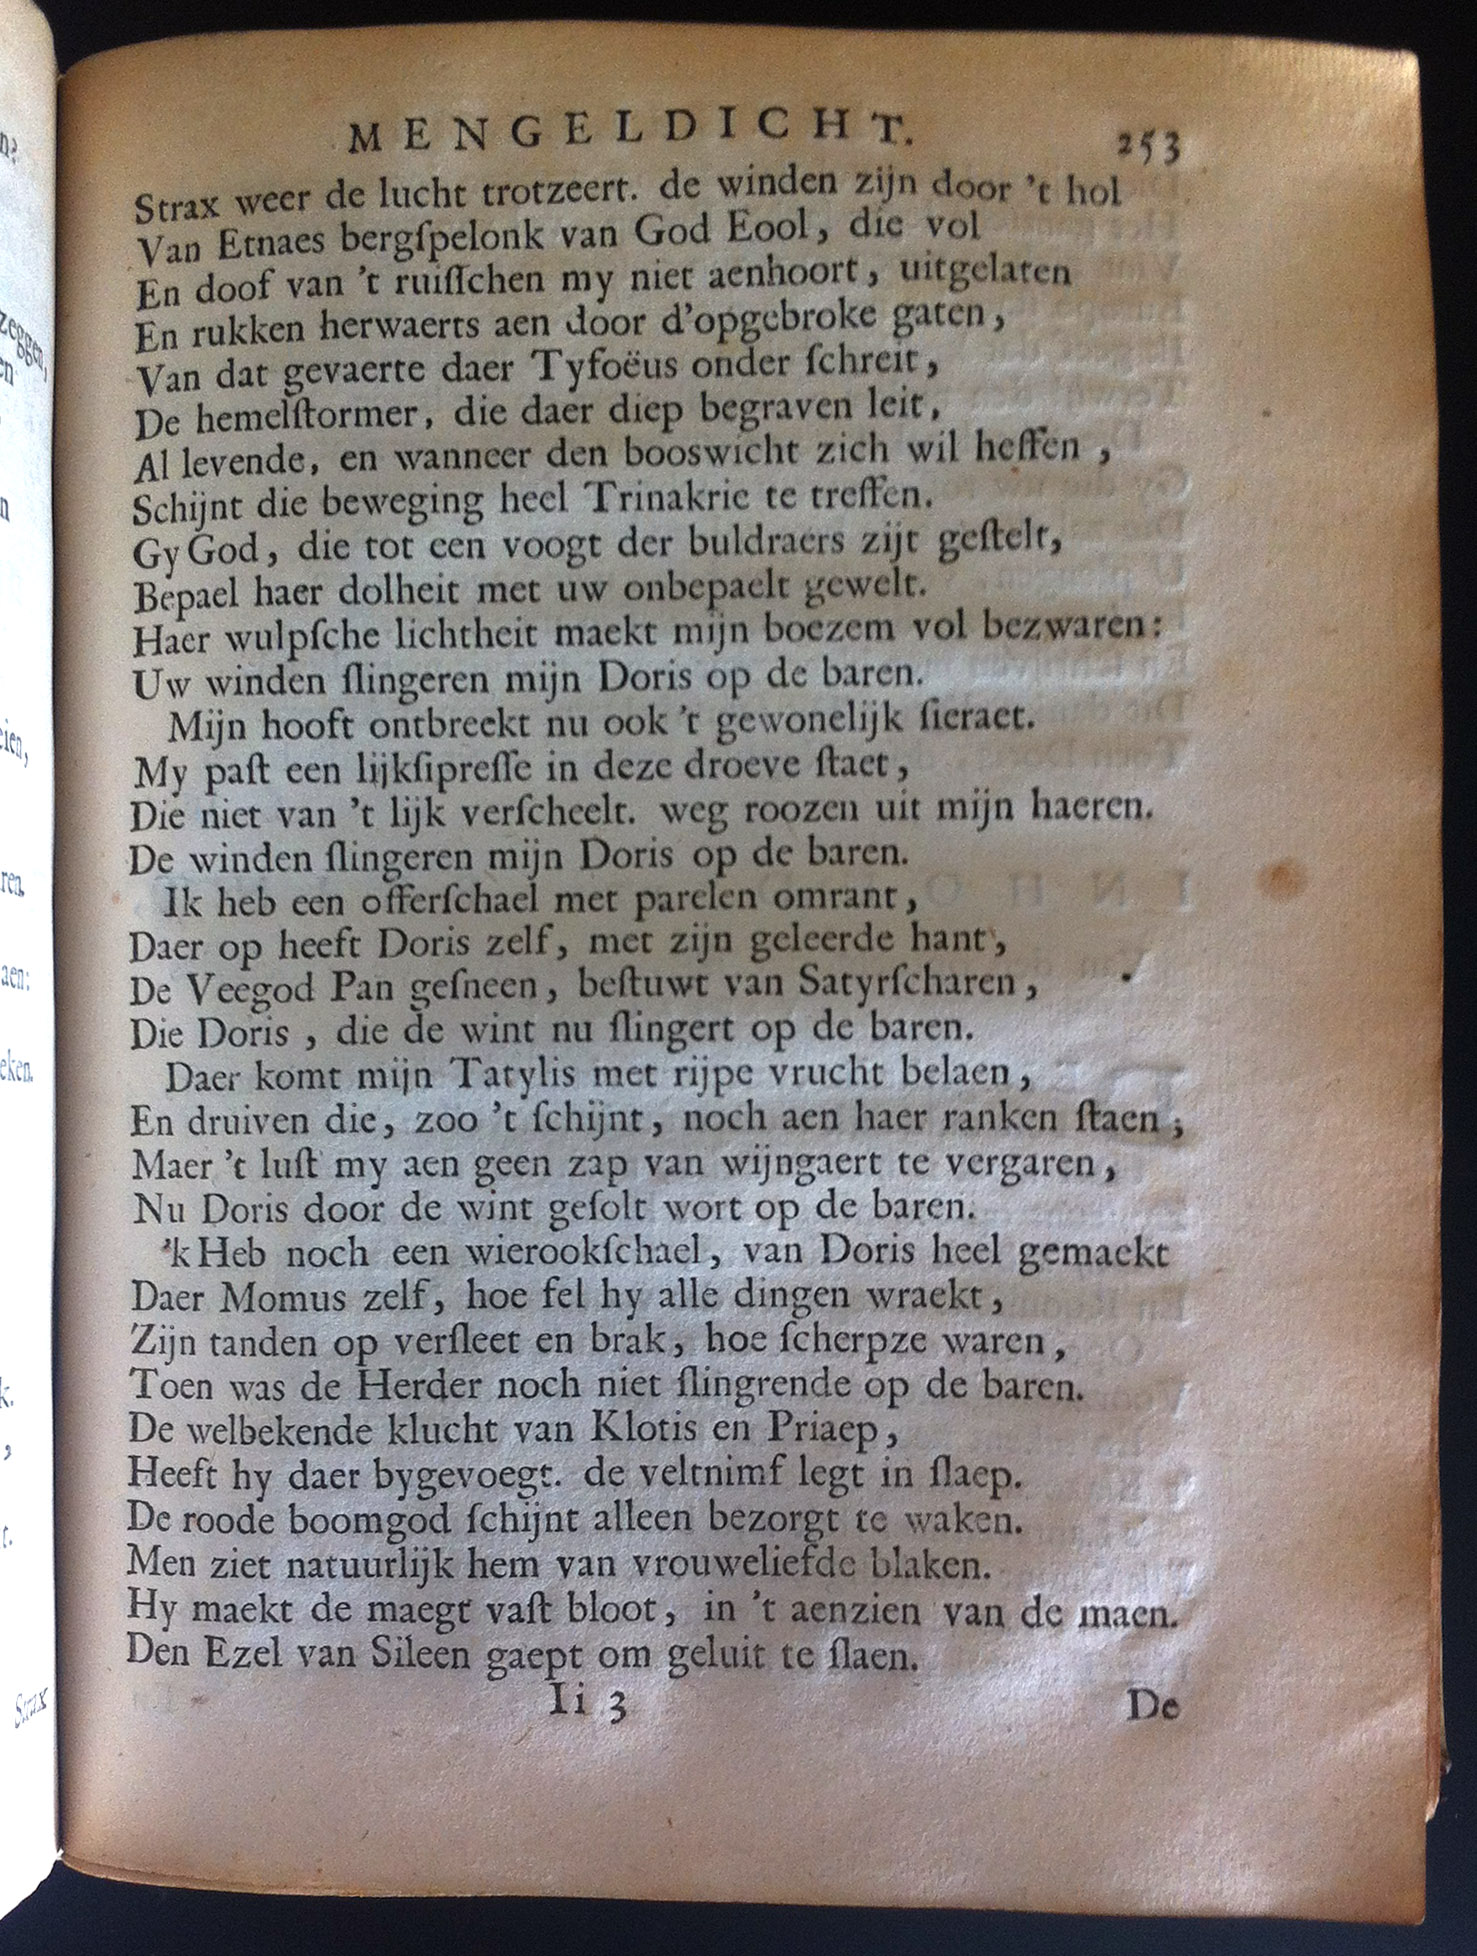 MENGELDICHT. 253
Strax weer de lucht trotzeert. de winden zijn door 't hol
Van Etnaes bergſpelonk van God Eool, die vol
En doof van 't ruiſſchen my niet aenhoort, uitgelaten
En rukken herwaerts aen door d'opgebroke gaten,
Van dat gevaerte daer Tyfoëus onder ſchreit,
De hemelſtormer, die daer diep begraven leit,
Al levende, en wanneer den booswicht zich wil heffen,
Schijnt die beweging heel Trinakrie te treffen.
Gy God, die tot een voogt der buldraers zijt geſtelt,
Bepael haer dolheit met uw onbepaelt gewelt.
Haer wulpſche lichtheit maekt mijn boezem vol bezwaren:
Uw winden ſlingeren mijn Doris op de baren.
Mijn hooft ontbreekt nu ook 't gewonelijk ſieraet.
My paſt een lijkſipreſſe in deze droeve ſtaet,
Die niet van 't lijk verſcheelt. weg roozen uit mijn haeren.
De winden ſlingeren mijn Doris op de baren.
Ik heb een offerſchael met parelen omrant,
Daer op heeft Doris zelf, met zijn geleerde hant,
De Veegod Pan geſneen, beſtuwt van Satyrſcharen,
Die Doris, die de wint nu ſlingert op de baren.
Daer komt mijn Tatylis met rijpe vrucht belaen,
En druiven die, zoo 't ſchijnt, noch aen haer ranken ſtaen;
Maer 't luſt my aen geen zap van wijngaert te vergaren,
Nu Doris door de wint geſolt wort op de baren.
'k Heb noch een wierookſchael, van Doris heel gemaekt
Daer Momus zelf, hoe fel hy alle dingen wraekt,
Zijn tanden op verſleet en brak, hoe ſcherpze waren,
Toen was de Herder noch niet ſlingrende op de baren.
De welbekende klucht van Klotis en Priaep,
Heeft hy daer bygevoegt. de veltnimf legt in ſlaep.
De roode boomgod ſchijnt alleen bezorgt te waken.
Men ziet natuurlijk hem van vrouweliefde blaken.
Hy maekt de maegt vaſt bloot, in 't aenzien van de maen.
Den Ezel van Sileen gaept om geluit te ſlaen.
Ii 3 De